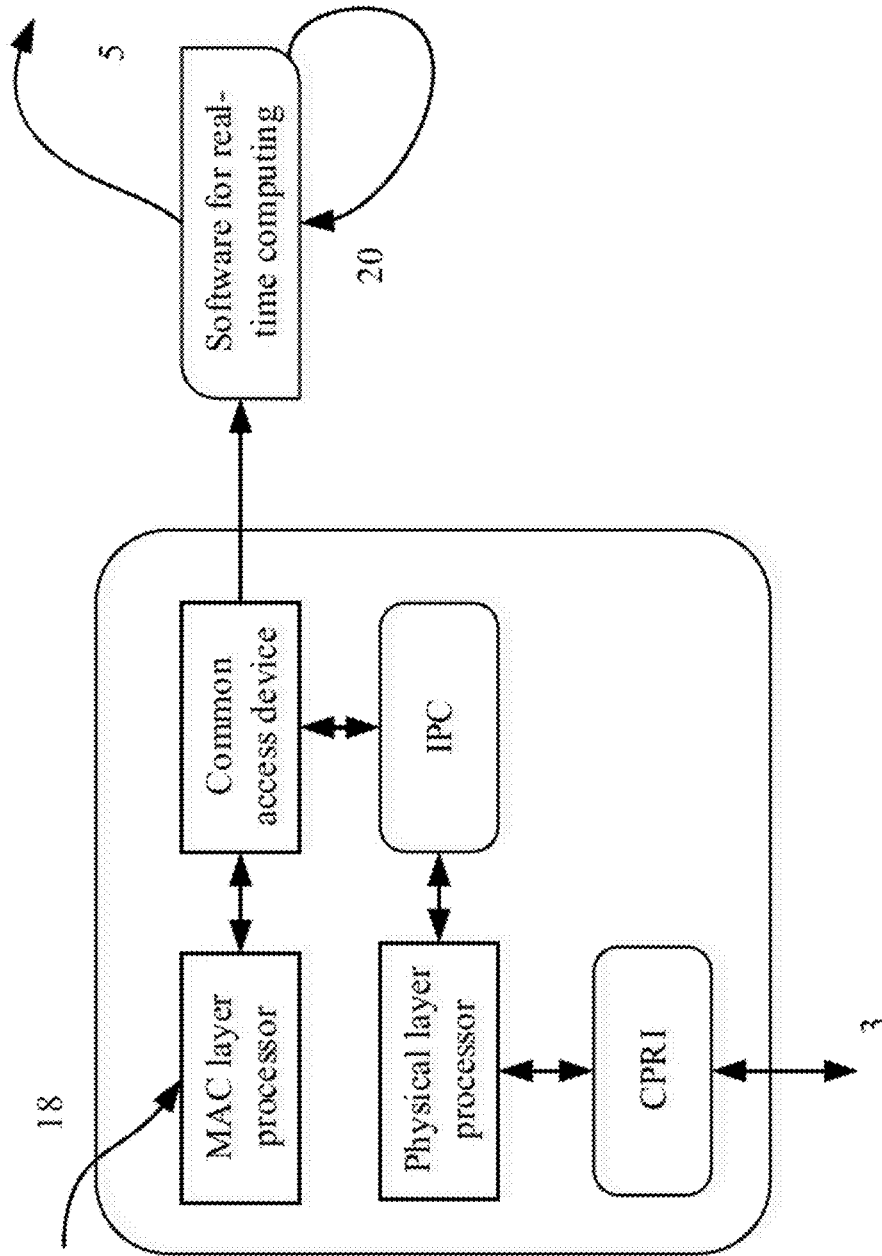 18
MAC layer
processor
Common
access device
Software for real-
time computing
5
20
Physical layer
processor
IPC
CPRI
3